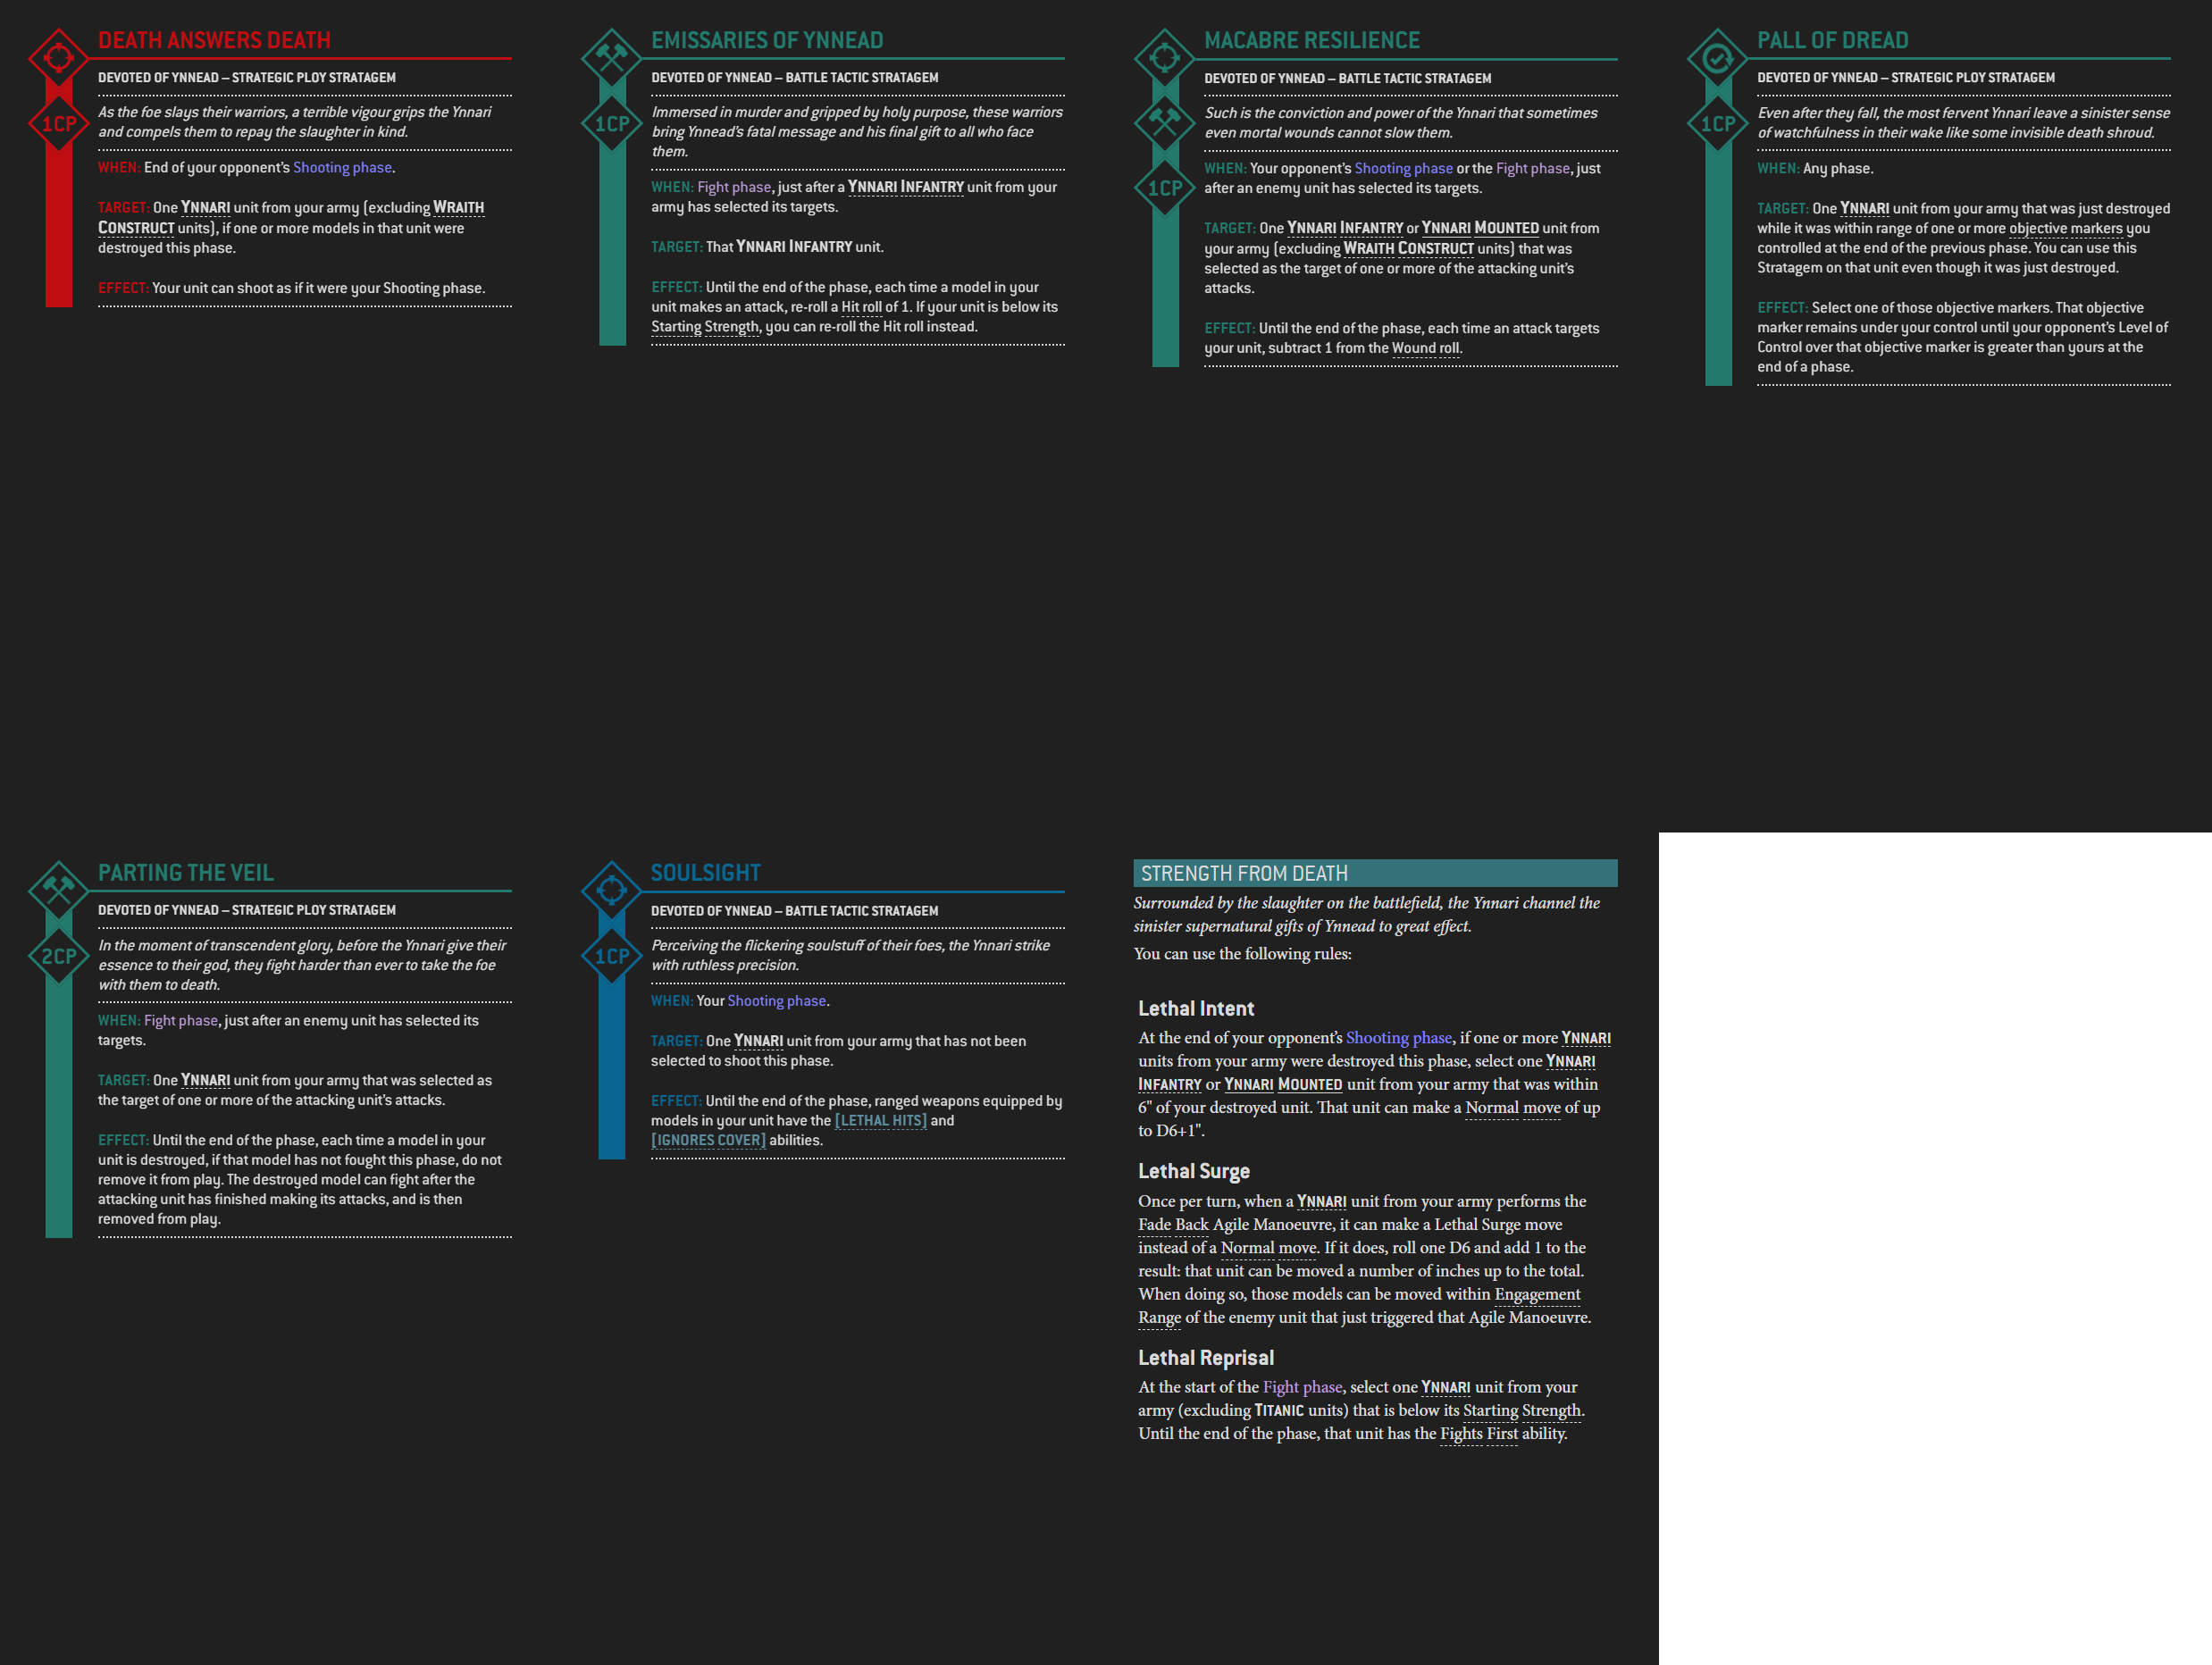 DEATH ANSWERS DEATH
1CP
DEVOTED OF YNNEAD – STRATEGIC PLOY STRATAGEM
As the foe slays their warriors, a terrible vigour grips the Ynnari
and compels them to repay the slaughter in kind.
WHEN: End of your opponent's Shooting phase.
TARGET: One YNNARI unit from your army (excluding WRAITH
CONSTRUCT units), if one or more models in that unit were
destroyed this phase.
EFFECT: Your unit can shoot as if it were your Shooting phase.
EMISSARIES OF YNNEAD
1CP
DEVOTED OF YNNEAD – BATTLE TACTIC STRATAGEM
Immersed in murder and gripped by holy purpose, these warriors
bring Ynnead's fatal message and his final gift to all who face
them.
WHEN: Fight phase, just after a YNNARI INFANTRY unit from your
army has selected its targets.
TARGET: That YNNARI INFANTRY unit.
EFFECT: Until the end of the phase, each time a model in your
unit makes an attack, re-roll a Hit roll of 1. If your unit is below its
Starting Strength, you can re-roll the Hit roll instead.
MACABRE RESILIENCE
1CP
DEVOTED OF YNNEAD – BATTLE TACTIC STRATAGEM
Such is the conviction and power of the Ynnari that sometimes
even mortal wounds cannot slow them.
WHEN: Your opponent's Shooting phase or the Fight phase, just
after an enemy unit has selected its targets.
TARGET: One YNNARI INFANTRY or YNNARI MOUNTED unit from
your army (excluding WRAITH CONSTRUCT units) that was
selected as the target of one or more of the attacking unit's
attacks.
EFFECT: Until the end of the phase, each time an attack targets
your unit, subtract 1 from the Wound roll.
PALL OF DREAD
1CP
DEVOTED OF YNNEAD – STRATEGIC PLOY STRATAGEM
Even after they fall, the most fervent Ynnari leave a sinister sense
of watchfulness in their wake like some invisible death shroud.
WHEN: Any phase.
TARGET: One YNNARI unit from your army that was just destroyed
while it was within range of one or more objective markers you
controlled at the end of the previous phase. You can use this
Stratagem on that unit even though it was just destroyed.
EFFECT: Select one of those objective markers. That objective
marker remains under your control until your opponent's Level of
Control over that objective marker is greater than yours at the
end of a phase.
PARTING THE VEIL
2CP
DEVOTED OF YNNEAD – STRATEGIC PLOY STRATAGEM
In the moment of transcendent glory, before the Ynnari give their
essence to their god, they fight harder than ever to take the foe
with them to death.
WHEN: Fight phase, just after an enemy unit has selected its
targets.
TARGET: One YNNARI unit from your army that was selected as
the target of one or more of the attacking unit's attacks.
EFFECT: Until the end of the phase, each time a model in your
unit is destroyed, if that model has not fought this phase, do not
remove it from play. The destroyed model can fight after the
attacking unit has finished making its attacks, and is then
removed from play.
SOULSIGHT
1CP
DEVOTED OF YNNEAD – BATTLE TACTIC STRATAGEM
Perceiving the flickering soulstuff of their foes, the Ynnari strike
with ruthless precision.
WHEN: Your Shooting phase.
TARGET: One YNNARI unit from your army that has not been
selected to shoot this phase.
EFFECT: Until the end of the phase, ranged weapons equipped by
models in your unit have the [LETHAL HITS] and
[IGNORES COVER] abilities.
STRENGTH FROM DEATH
Surrounded by the slaughter on the battlefield, the Ynnari channel the
sinister supernatural gifts of Ynnead to great effect.
You can use the following rules:
Lethal Intent
At the end of your opponent's Shooting phase, if one or more YNNARI
units from your army were destroyed this phase, select one YNNARI
INFANTRY or YNNARI MOUNTED unit from your army that was within
6" of your destroyed unit. That unit can make a Normal move of up
to D6+1".
Lethal Surge
Once per turn, when a YNNARI unit from your army performs the
Fade Back Agile Manoeuvre, it can make a Lethal Surge move
instead of a Normal move. If it does, roll one D6 and add 1 to the
result: that unit can be moved a number of inches up to the total.
When doing so, those models can be moved within Engagement
Range of the enemy unit that just triggered that Agile Manoeuvre.
Lethal Reprisal
At the start of the Fight phase, select one YNNARI unit from your
army (excluding TITANIC units) that is below its Starting Strength.
Until the end of the phase, that unit has the Fights First ability.